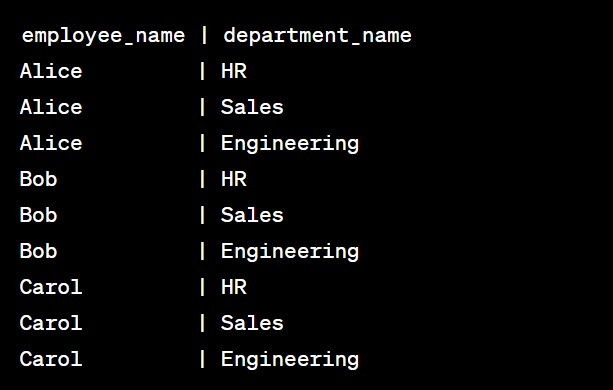 employee_name | department_name
Alice         | HR
Alice         | Sales
Alice         | Engineering
Bob           | HR
Bob           | Sales
Bob           | Engineering
Carol         | HR
Carol         | Sales
Carol         | Engineering